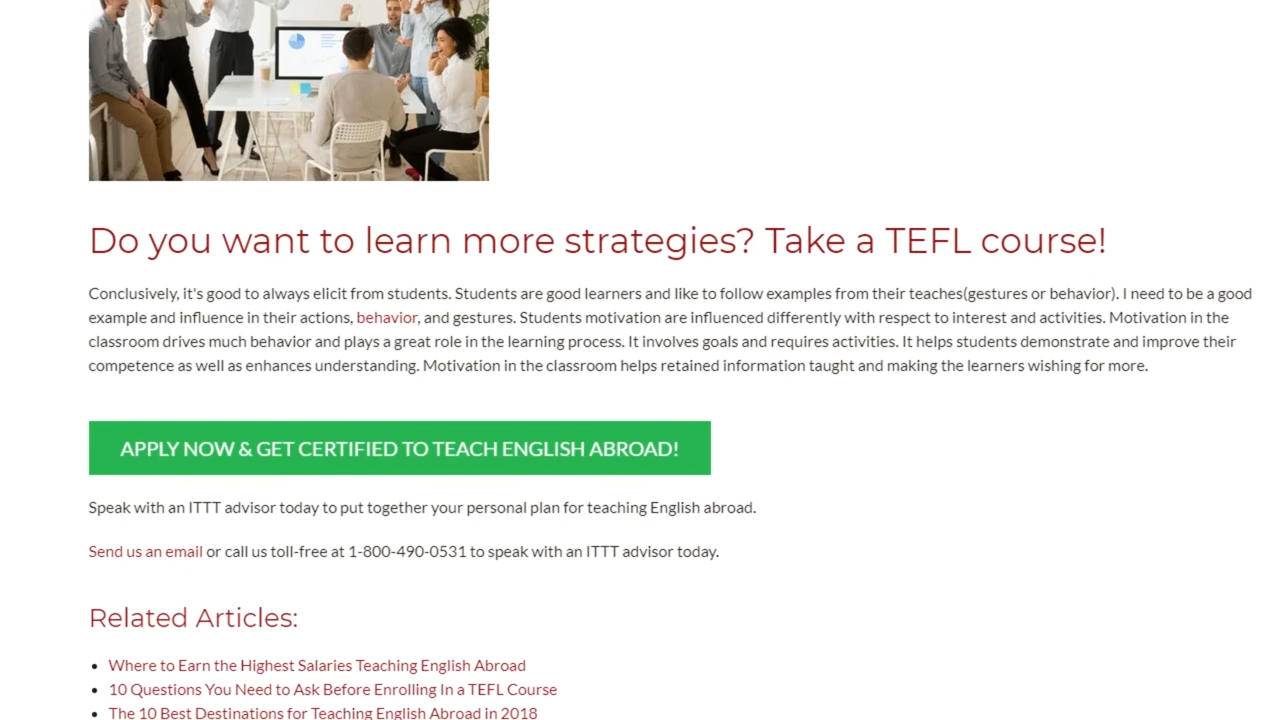 Do you want to learn more strategies? Take a TEFL course!
Conclusively, it's good to always elicit from students. Students are good learners and like to follow examples from their teaches(gestures or behavior). I need to be a good
example and influence in their actions, behavior, and gestures. Students motivation are influenced differently with respect to interest and activities. Motivation in the
classroom drives much behavior and plays a great role in the learning process. It involves goals and requires activities. It helps students demonstrate and improve their
competence as well as enhances understanding. Motivation in the classroom helps retained information taught and making the learners wishing for more.
APPLY NOW & GET CERTIFIED TO TEACH ENGLISH ABROAD!
Speak with an ITTT advisor today to put together your personal plan for teaching English abroad.
Send us an email or call us toll-free at 1-800-490-0531 to speak with an ITTT advisor today.
Related Articles:
Where to Earn the Highest Salaries Teaching English Abroad
10 Questions You Need to Ask Before Enrolling In a TEFL Course
The 10 Best Destinations for Teaching English Abroad in 2018